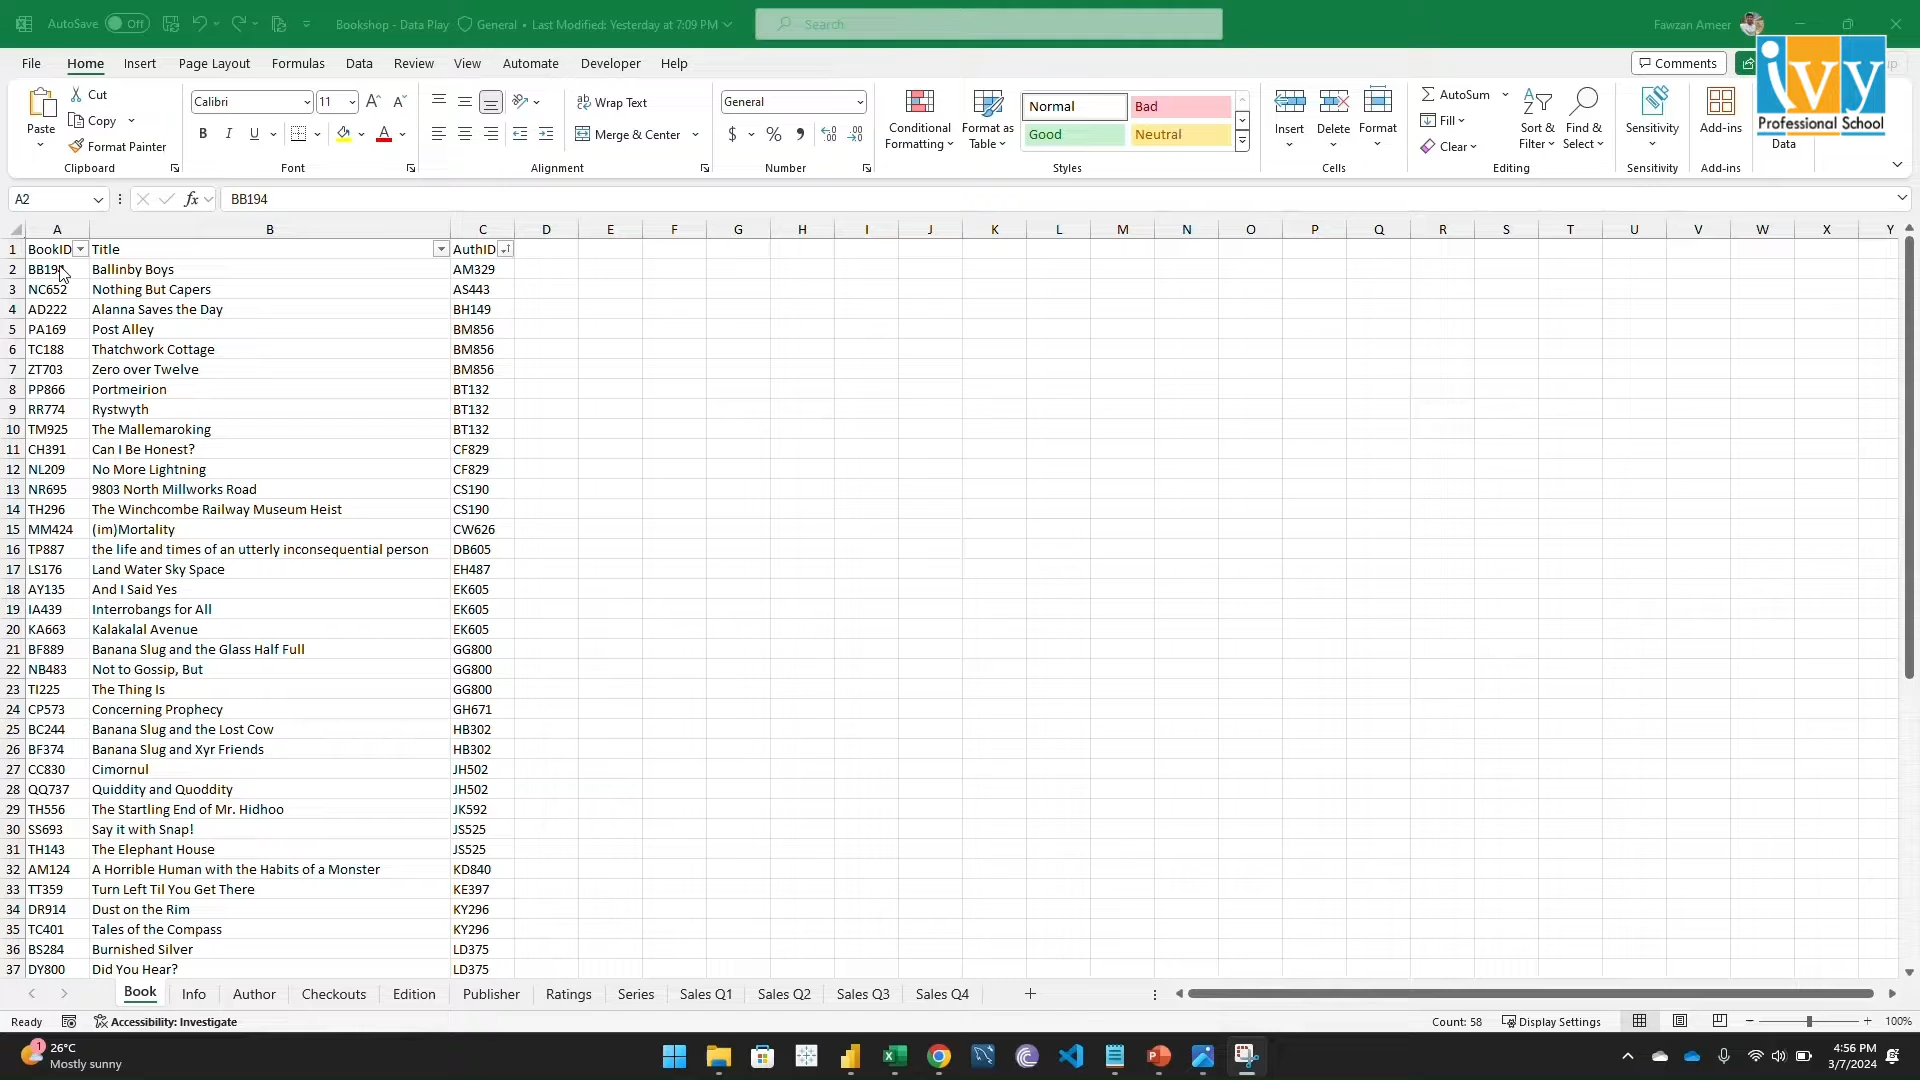 AutoSave Off Bookshop - Data Play General • Last Modified: Yesterday at 7:09 PM Search Fawzan Ameer
File Home Insert Page Layout Formulas Data Review View Automate Developer Help Comments
ivy
Professional School
Cut
Copy
Format Painter
Paste
Clipboard
Calibri 11
B I U
Font
Wrap Text
Merge & Center
Alignment
General
$ % ,
Number
Conditional Formatting
Format as Table
Normal Bad
Good Neutral
Styles
Insert Delete Format
Cells
AutoSum
Fill
Clear
Sort & Filter
Find & Select
Editing
Sensitivity
Sensitivity
Add-ins
Add-ins
Data
A2 fx BB194
A B C D E F G H I J K L M N O P Q R S T U V W X Y
1 BookID Title AuthID
2 Ballinby Boys AM329
3 NC652 Nothing But Capers AS443
4 AD222 Alanna Saves the Day BH149
5 PA169 Post Alley BM856
6 TC188 Thatchwork Cottage BM856
7 ZT703 Zero over Twelve BM856
8 PP866 Portmeirion BT132
9 RR774 Rystwyth BT132
10 TM925 The Mallemaroking BT132
11 CH391 Can I Be Honest? CF829
12 NL209 No More Lightning CF829
13 NR695 9803 North Millworks Road CS190
14 TH296 The Winchcombe Railway Museum Heist CS190
15 MM424 (im)Mortality CW626
16 TP887 the life and times of an utterly inconsequential person DB605
17 LS176 Land Water Sky Space EH487
18 AY135 And I Said Yes EK605
19 IA439 Interrobangs for All EK605
20 KA663 Kalakalal Avenue EK605
21 BF889 Banana Slug and the Glass Half Full GG800
22 NB483 Not to Gossip, But GG800
23 TI225 The Thing Is GG800
24 CP573 Concerning Prophecy GH671
25 BC244 Banana Slug and the Lost Cow HB302
26 BF374 Banana Slug and Xyr Friends HB302
27 CC830 Cimornul JH502
28 QQ737 Quiddity and Quoddity JH502
29 TH556 The Startling End of Mr. Hidhoo JK592
30 SS693 Say it with Snap! JS525
31 TH143 The Elephant House JS525
32 AM124 A Horrible Human with the Habits of a Monster KD840
33 TT359 Turn Left Til You Get There KE397
34 DR914 Dust on the Rim KY296
35 TC401 Tales of the Compass KY296
36 BS284 Burnished Silver LD375
37 DY800 Did You Hear? LD375
Book Info Author Checkouts Edition Publisher Ratings Series Sales Q1 Sales Q2 Sales Q3 Sales Q4
Ready Accessibility: Investigate Count: 58 Display Settings 100%
1 26°C
Mostly sunny
4:56 PM
3/7/2024